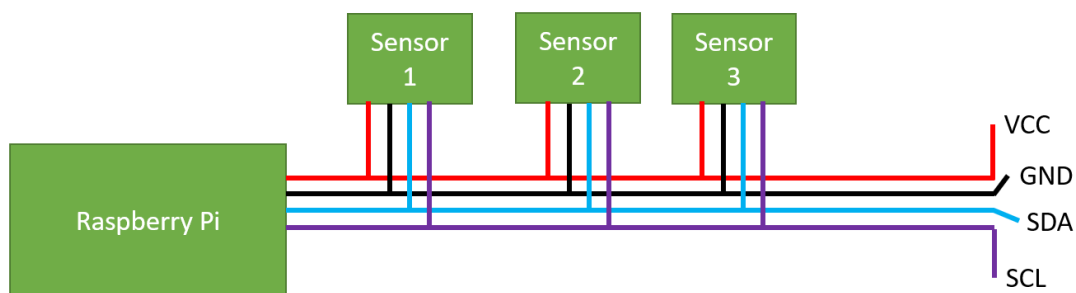 Sensor
1
Sensor
2
Sensor
3
VCC
GND
Raspberry Pi
SDA
SCL